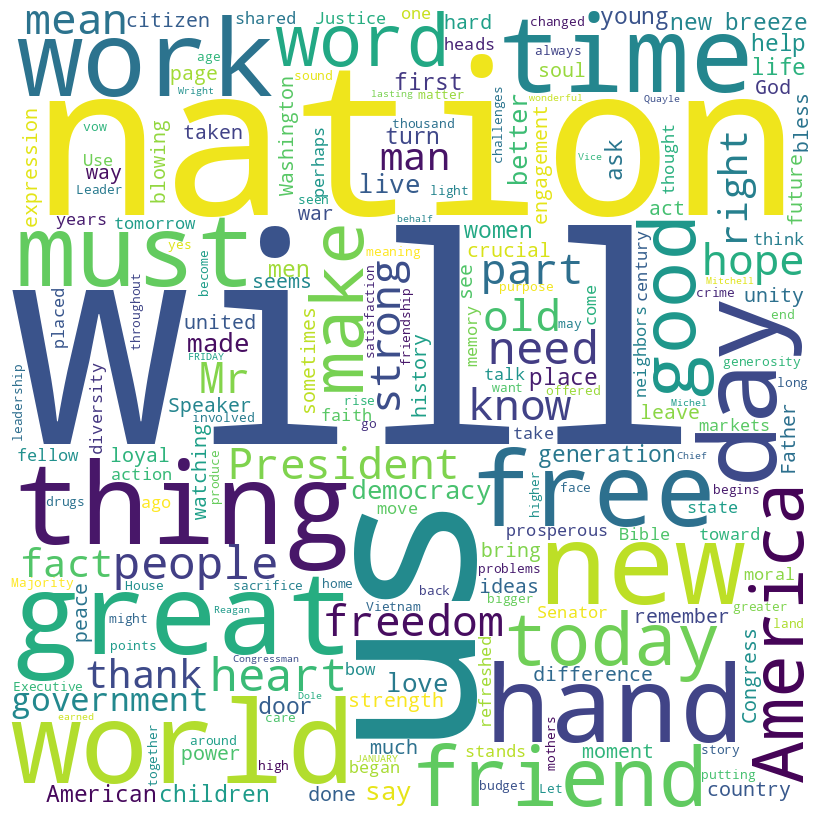 mean
citizen
shared
Justice
one
hard
young
new breeze
work
word
time
age
page
heads
changed
always
help
Wright
sound
first
soul
life
nation
lasting
matter
wonderful
God
Quayle
expression
vow
Use
blowing
taken
Washington
perhaps
thousand
turn
man
challenges
better
engagement
ask
Vice
thought
right
bless
way
Leader
live
light
act
future
years
tomorrow
seen
war
behalf
must
yes
become
will
make
meaning
women
crucial
good
hope
think
men
seems
strong
purpose
part
see
Mitchell
placed
throughout
united
satisfaction
friendship
memory
come
century
crime
unity
day
made
sometimes
history
old
may
neighbors
end
FRIDAY
Mr
need
generosity
leadership
diversity
rise
faith
talk
want
offered
place
long
Speaker
involved
go
know
Michel
leave
fellow
loyal
take
markets
Father
thing
action
watching
President
generation
Chief
free
drugs
ago
produce
democracy
higher
face
begins
move
state
America
us
prosperous
Bible
toward
fact
people
bring
problems
new
moral
Majority
House
sacrifice
home
back
ideas
great
peace
might
Reagan
Vietnam
bigger
Senator
remember
greater
land
points
freedom
today
Congressman
thank
heart
bow
love
refreshed
hand
difference
Congress
Executive
government
door
Dole
strength
world
earned
care
much
together
around
power
high
began
JANUARY
stands
friend
moment
mothers
story
American
children
done
say
budget
Let
putting
country